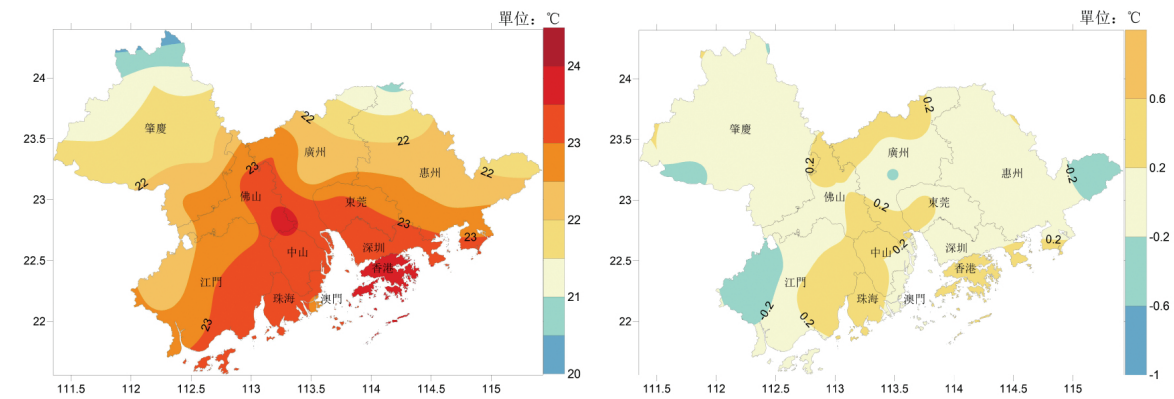 單位：℃
24
23
22
21
20
24
23.5
23
22.5
22
111.5
112
112.5
113
113.5
114
114.5
115
肇慶
廣州
惠州
佛山
東莞
中山
深圳
香港
江門
珠海
澳門
22
22
22
22
23
23
23
23
單位：℃
0.6
0.2
-0.2
-0.6
-1
24
23.5
23
22.5
22
111.5
112
112.5
113
113.5
114
114.5
115
肇慶
廣州
惠州
佛山
東莞
中山
深圳
香港
江門
珠海
澳門
0.2
0.2
0.2
0.2
0.2
0.2
-0.2
-0.2